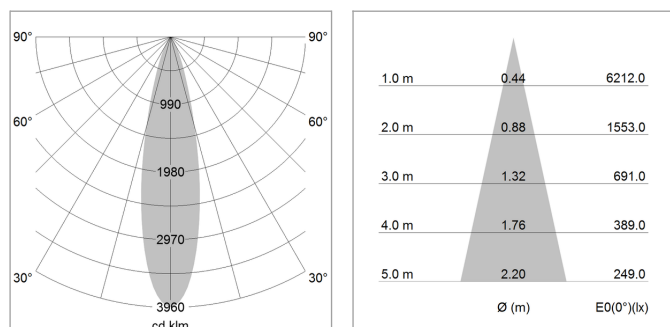 90° 90°
990
60° 60°
1980
2970
30° 30°
3960
cd klm
1.0 m 0.44 6212.0
2.0 m 0.88 1553.0
3.0 m 1.32 691.0
4.0 m 1.76 389.0
5.0 m 2.20 249.0
Ø (m) E0(0°)(lx)